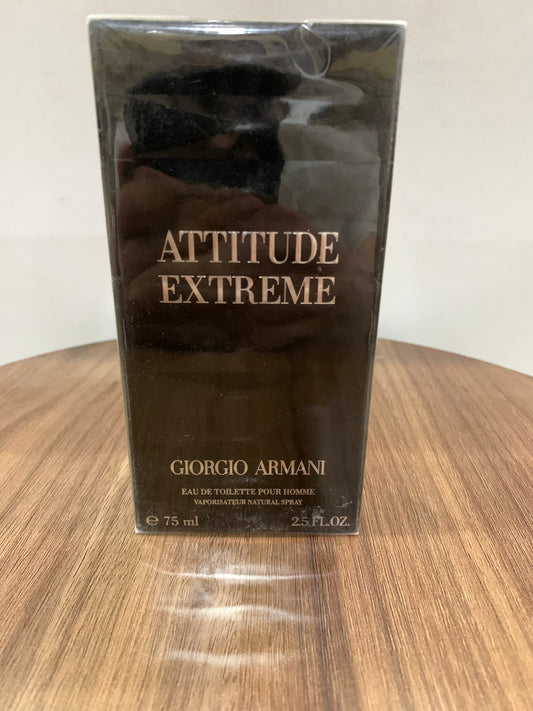 ATTITUDE
EXTREME
GIORGIO ARMANI
EAU DE TOILETTE POUR HOMME
VAPORISATEUR NATURAL SPRAY
℮ 75 ml 2.5 FL.OZ.